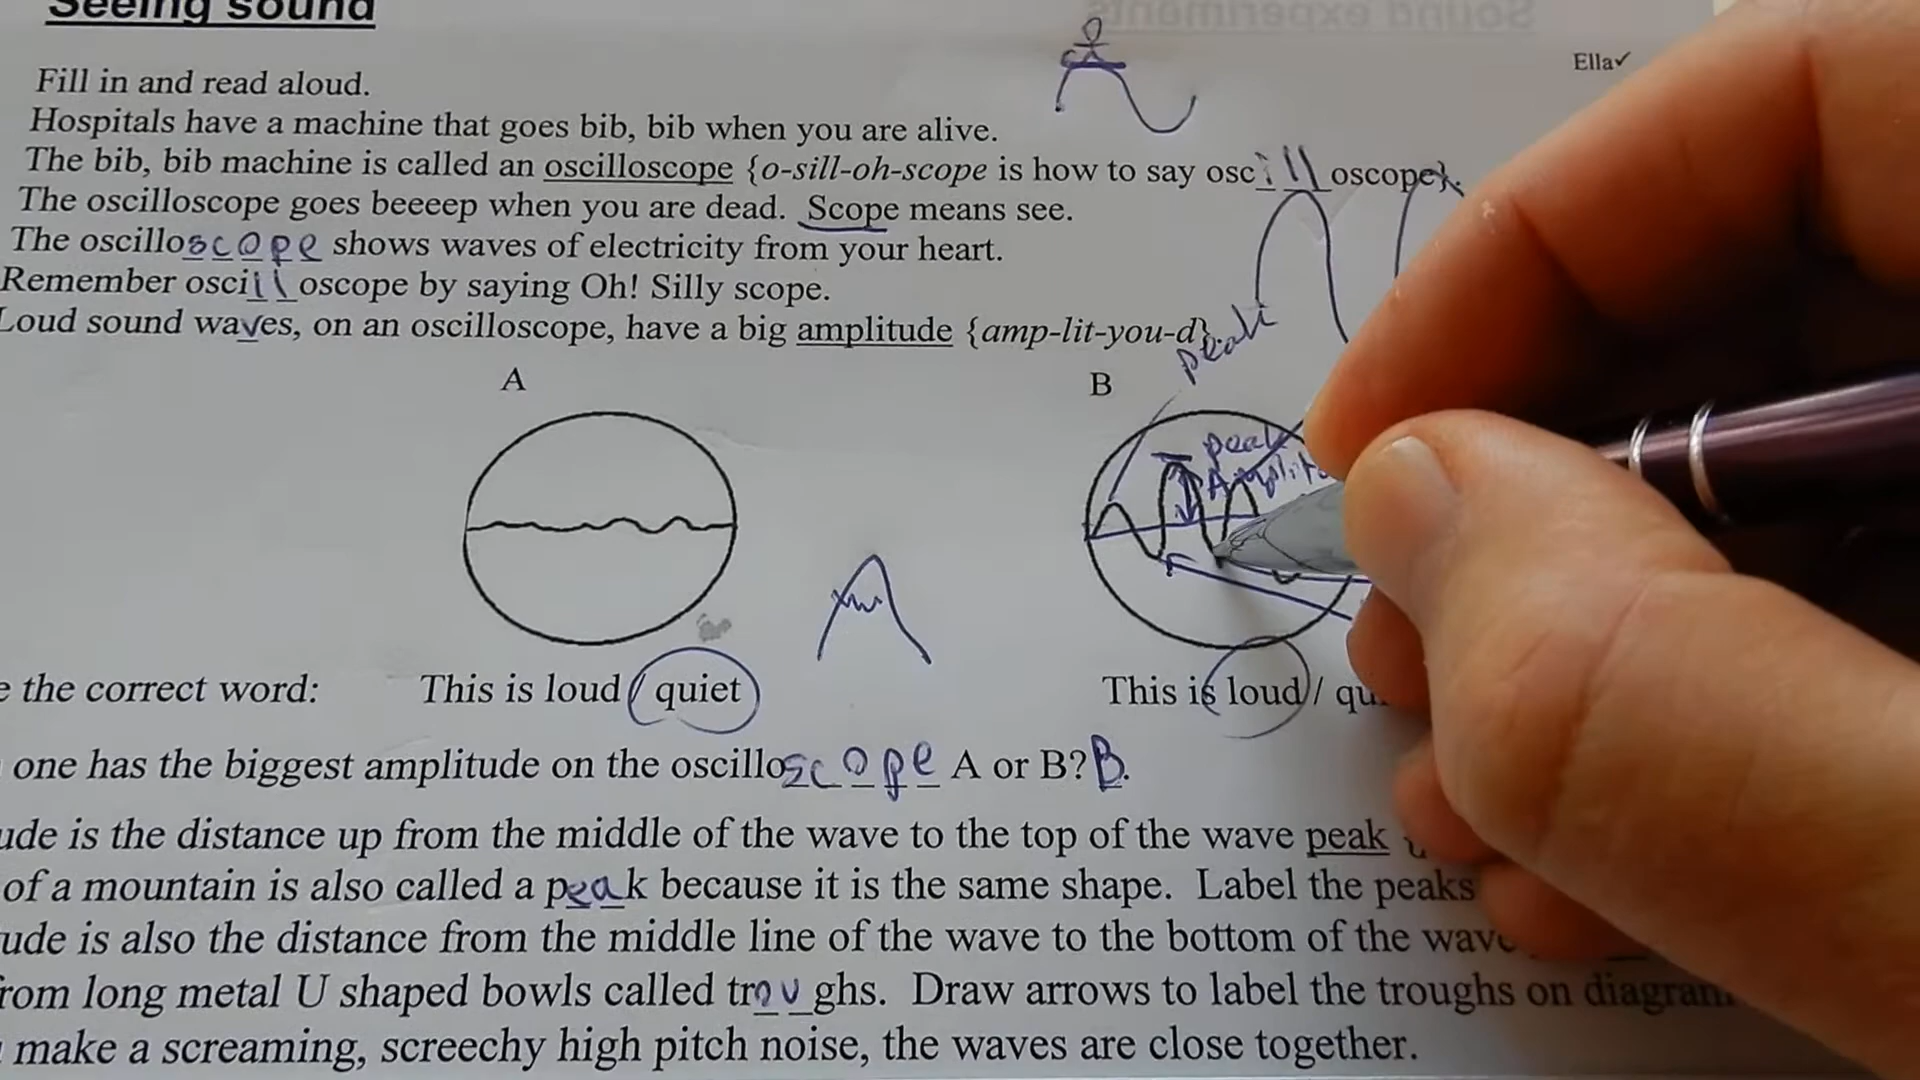 Seeing sound
Sound experiments
Ella✓
Fill in and read aloud.
Hospitals have a machine that goes bib, bib when you are alive.
The bib, bib machine is called an oscilloscope {o-sill-oh-scope is how to say oscilloscope}.
The oscilloscope goes beeeep when you are dead. Scope means see.
The oscilloscope shows waves of electricity from your heart.
Remember oscilloscope by saying Oh! Silly scope.
Loud sound waves, on an oscilloscope, have a big amplitude {amp-lit-you-d}.
peak
A
B
peak
e the correct word:
This is loud / quiet
This is loud / qu
one has the biggest amplitude on the oscilloscope A or B? B.
ude is the distance up from the middle of the wave to the top of the wave peak
of a mountain is also called a peak because it is the same shape. Label the peaks
ude is also the distance from the middle line of the wave to the bottom of the wave
rom long metal U shaped bowls called troughs. Draw arrows to label the troughs on diagram
make a screaming, screechy high pitch noise, the waves are close together.